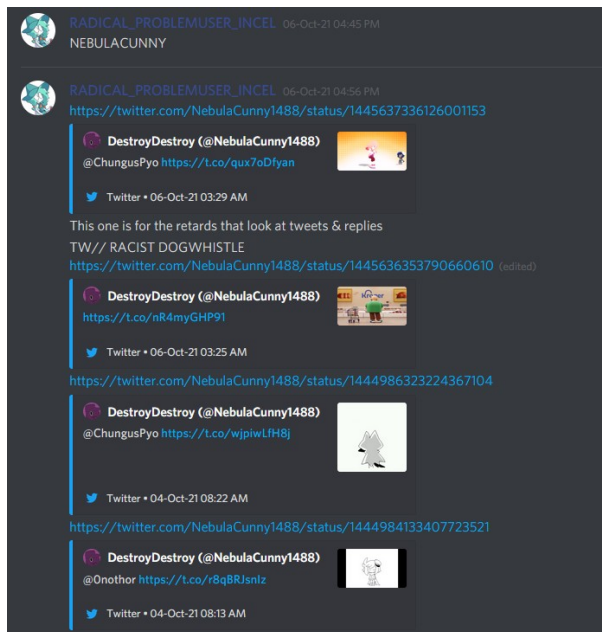 RADICAL_PROBLEMUSER_INCEL 06-Oct-21 04:45 PM
NEBULACUNNY
RADICAL_PROBLEMUSER_INCEL 06-Oct-21 04:56 PM
https://twitter.com/NebulaCunny1488/status/1445637336126001153
DestroyDestroy (@NebulaCunny1488)
@ChungusPyo https://t.co/qux7oDfyan
Twitter • 06-Oct-21 03:29 AM
This one is for the retards that look at tweets & replies
TW// RACIST DOGWHISTLE
https://twitter.com/NebulaCunny1488/status/1445636353790660610 (edited)
DestroyDestroy (@NebulaCunny1488)
https://t.co/nR4myGHP91
Twitter • 06-Oct-21 03:25 AM
https://twitter.com/NebulaCunny1488/status/1444986323224367104
DestroyDestroy (@NebulaCunny1488)
@ChungusPyo https://t.co/wjpiwLfH8j
Twitter • 04-Oct-21 08:22 AM
https://twitter.com/NebulaCunny1488/status/1444984133407723521
DestroyDestroy (@NebulaCunny1488)
@0nothor https://t.co/r8qBRJsnlz
Twitter • 04-Oct-21 08:13 AM